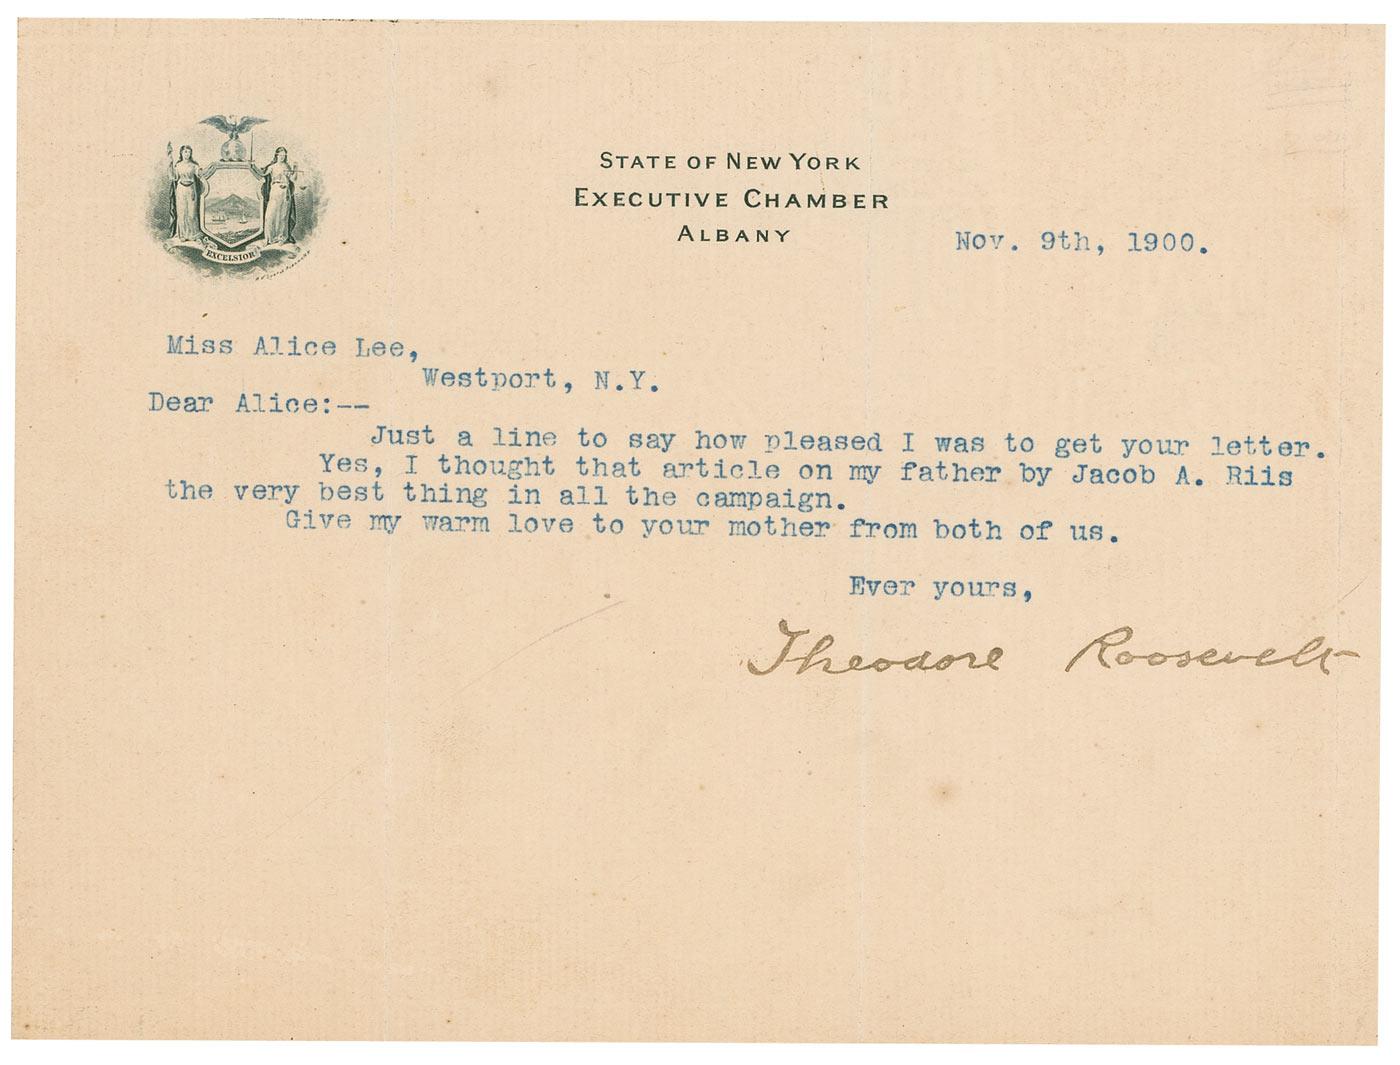 EXCELSIOR
STATE OF NEW YORK
EXECUTIVE CHAMBER
ALBANY
Nov. 9th, 1900.
Miss Alice Lee,
Westport, N.Y.
Dear Alice:--
Just a line to say how pleased I was to get your letter.
Yes, I thought that article on my father by Jacob A. Riis
the very best thing in all the campaign.
Give my warm love to your mother from both of us.
Ever yours,
Theodore Roosevelt